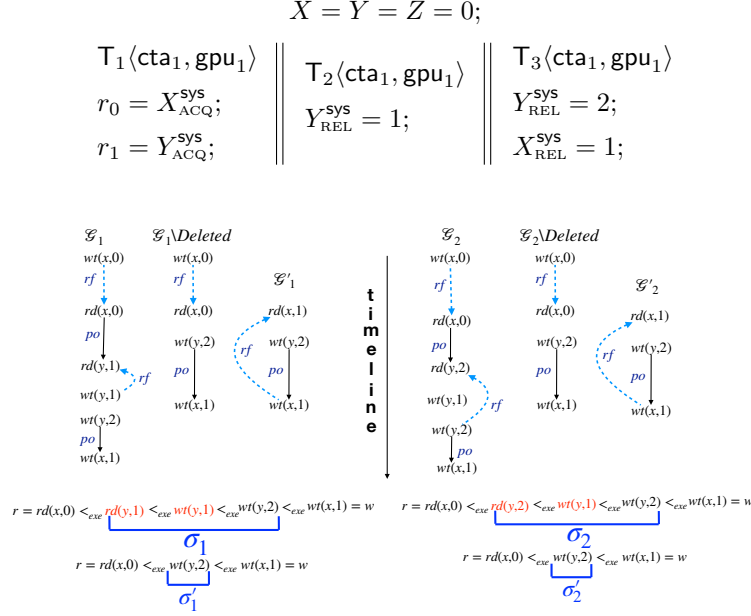 X = Y = Z = 0;
T₁⟨cta₁, gpu₁⟩
r₀ = X^sys_ACQ;
r₁ = Y^sys_ACQ;
T₂⟨cta₁, gpu₁⟩
Y^sys_REL = 1;
T₃⟨cta₁, gpu₁⟩
Y^sys_REL = 2;
X^sys_REL = 1;
𝒢₁
wt(x,0)
rf
rd(x,0)
po
rd(y,1)
rf
wt(y,1)
wt(y,2)
po
wt(x,1)
𝒢₁\Deleted
wt(x,0)
rf
rd(x,0)
wt(y,2)
po
wt(x,1)
𝒢'₁
rd(x,1)
wt(y,2)
rf
po
wt(x,1)
timeline
𝒢₂
wt(x,0)
rf
rd(x,0)
po
rd(y,2)
wt(y,1)
rf
wt(y,2)
po
wt(x,1)
𝒢₂\Deleted
wt(x,0)
rf
rd(x,0)
wt(y,2)
po
wt(x,1)
𝒢'₂
rd(x,1)
wt(y,2)
rf
po
wt(x,1)
r = rd(x,0) <exe rd(y,1) <exe wt(y,1) <exe wt(y,2) <exe wt(x,1) = w
σ₁
r = rd(x,0) <exe wt(y,2) <exe wt(x,1) = w
σ₁'
r = rd(x,0) <exe rd(y,2) <exe wt(y,1) <exe wt(y,2) <exe wt(x,1) = w
σ₂
r = rd(x,0) <exe wt(y,2) <exe wt(x,1) = w
σ₂'